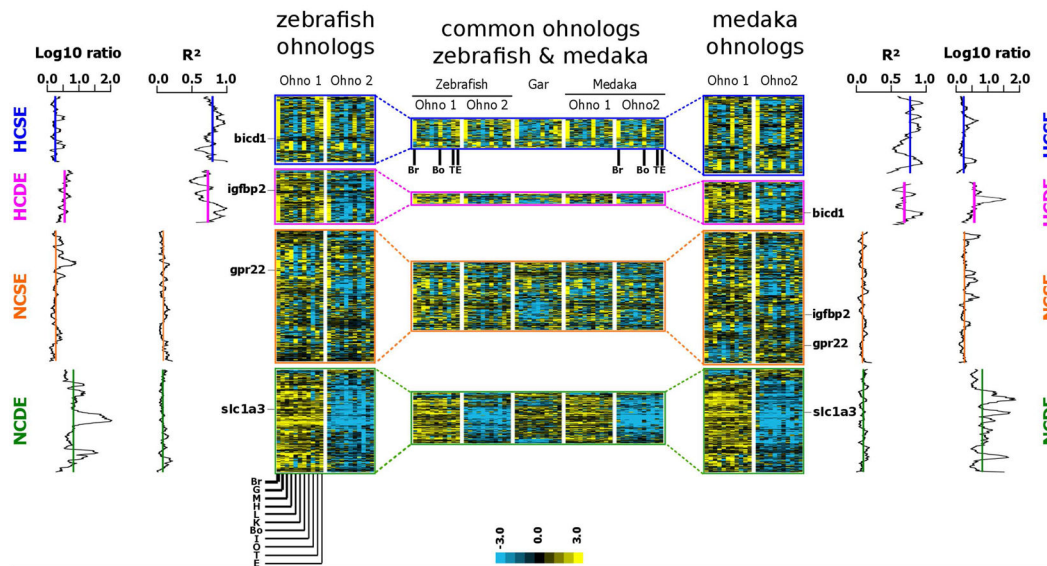 zebrafish
ohnologs
common ohnologs
zebrafish & medaka
medaka
ohnologs
Log10 ratio
0.0 1.0 2.0
R²
0.0 0.5 1.0
Ohno 1 Ohno 2
Zebrafish Gar Medaka
Ohno 1 Ohno 2 Ohno 1 Ohno2
Ohno 1 Ohno2
R²
0.0 0.5 1.0
Log10 ratio
0.0 1.0 2.0
HCSE
bicd1
Br Bo TE Br Bo TE
HCSE
HCDE
igfbp2
bicd1
HCDE
NCSE
gpr22
igfbp2
gpr22
NCSE
NCDE
slc1a3
slc1a3
NCDE
Br
G
M
H
L
K
Bo
I
O
T
E
-3.0 0.0 3.0